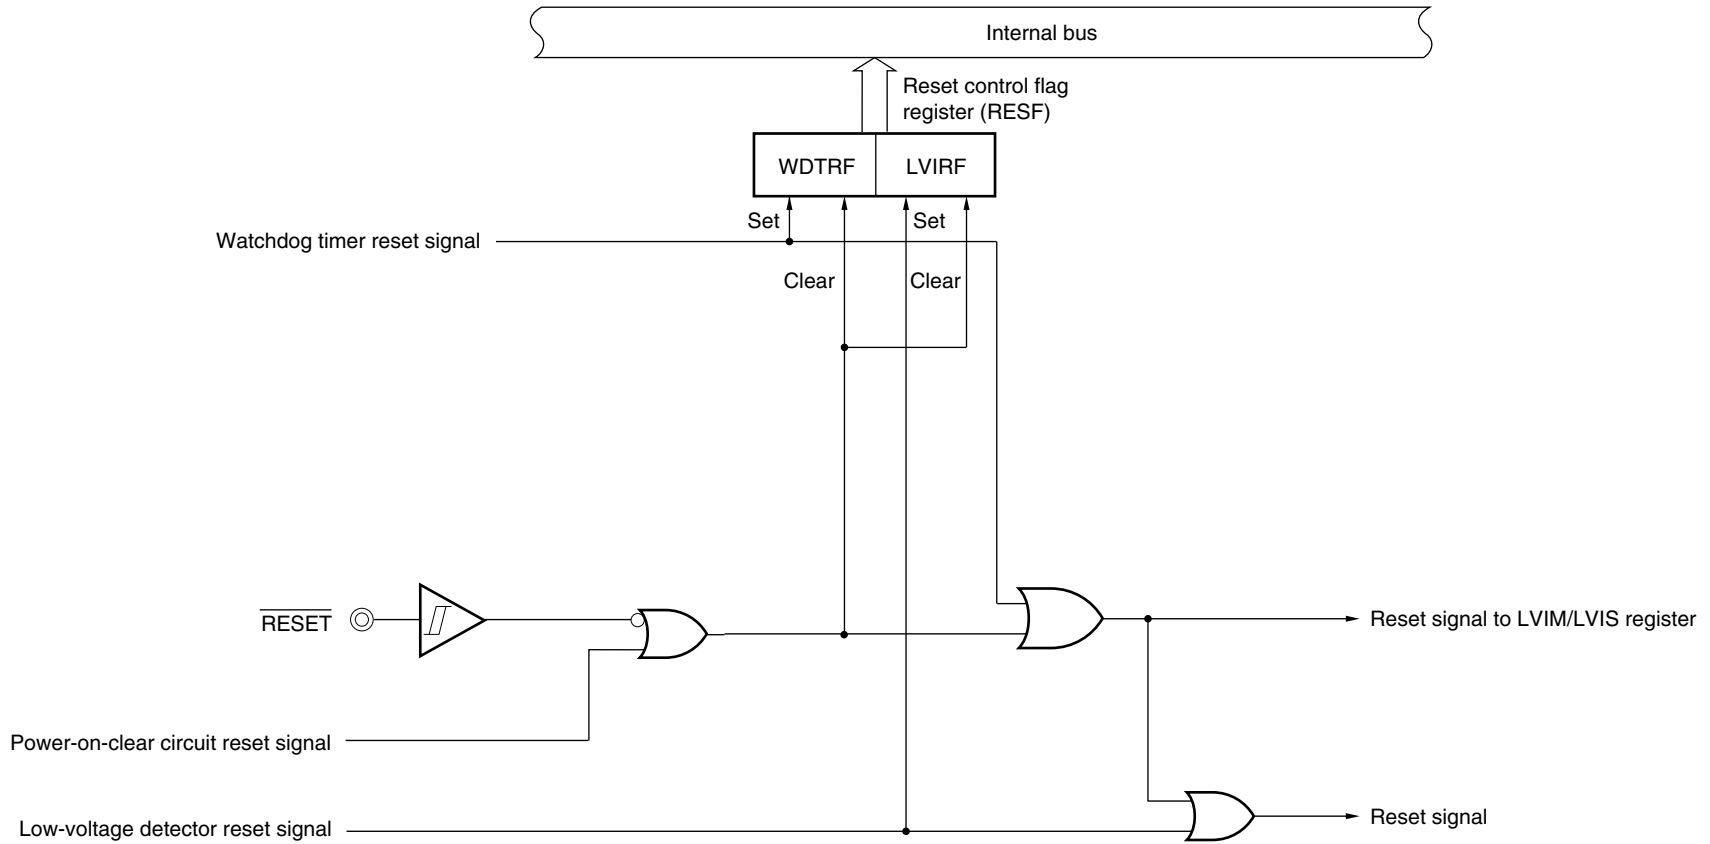 Internal bus
Reset control flag
register (RESF)
WDTRF
LVIRF
Set
Set
Watchdog timer reset signal
Clear
Clear
RESET
Reset signal to LVIM/LVIS register
Power-on-clear circuit reset signal
Reset signal
Low-voltage detector reset signal